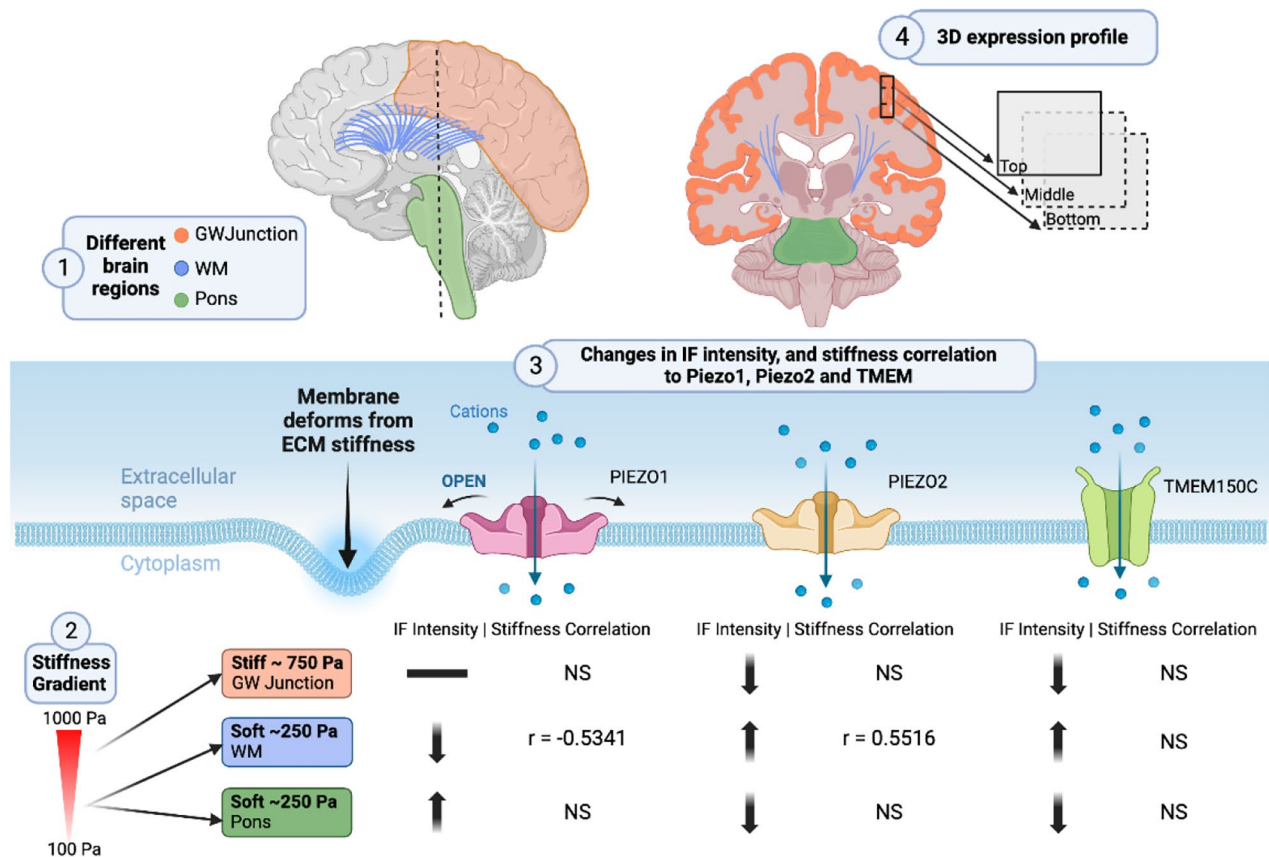 4
3D expression profile
Top
Middle
Bottom
1
Different
brain
regions
GWJunction
WM
Pons
3
Changes in IF intensity, and stiffness correlation
to Piezo1, Piezo2 and TMEM
Membrane
deforms from
ECM stiffness
Cations
Extracellular
space
OPEN
PIEZO1
PIEZO2
TMEM150C
Cytoplasm
2
Stiffness
Gradient
1000 Pa
100 Pa
IF Intensity | Stiffness Correlation
IF Intensity | Stiffness Correlation
IF Intensity | Stiffness Correlation
Stiff ~ 750 Pa
GW Junction
NS
NS
NS
Soft ~250 Pa
WM
r = -0.5341
r = 0.5516
NS
Soft ~250 Pa
Pons
NS
NS
NS